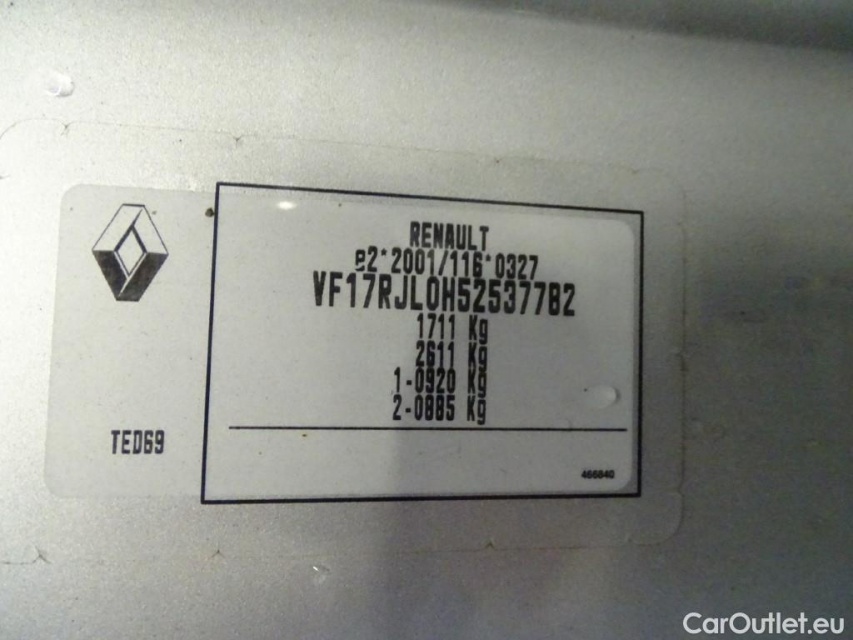 RENAULT
e2*2001/116*0327
VF17RJL0H52537782
1711 Kg
2611 Kg
1-0920 Kg
2-0885 Kg
TED69
466840
CarOutlet.eu